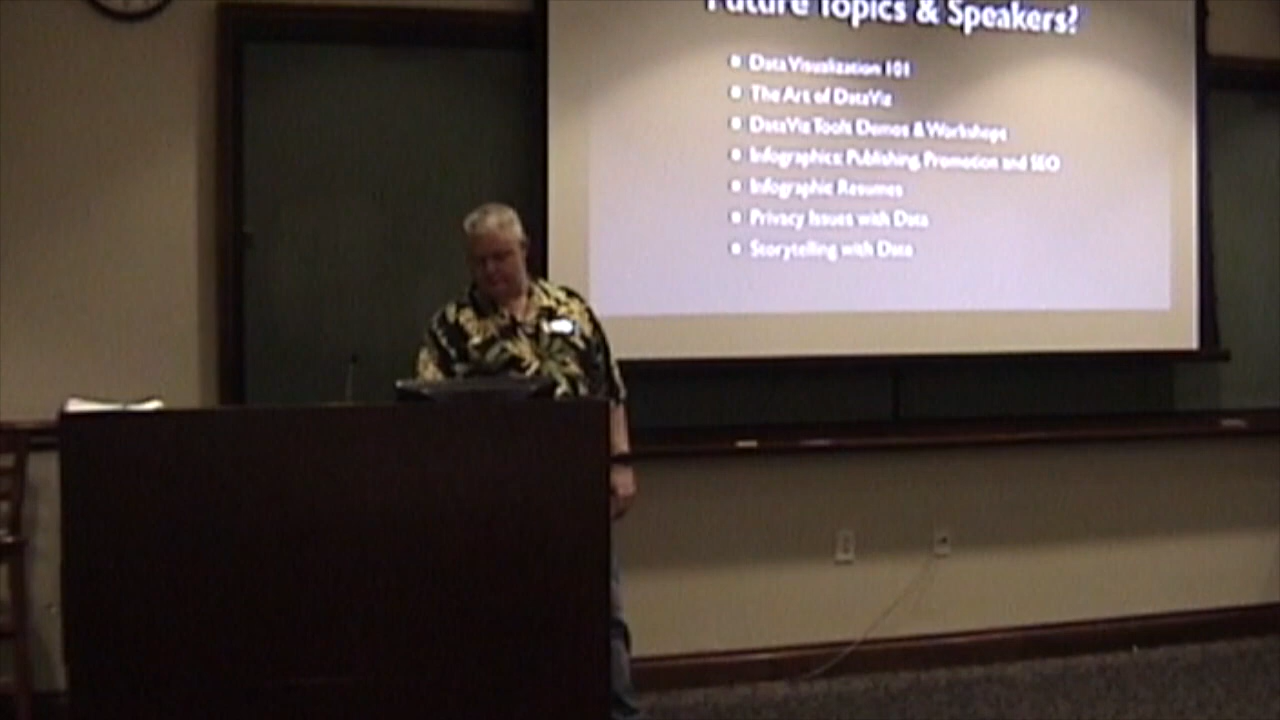 Future Topics & Speakers?
Data Visualization 101
The Art of DataViz
DataViz Tools Demos & Workshops
Infographics: Publishing, Promotion and SEO
Infographic Resumes
Privacy Issues with Data
Storytelling with Data